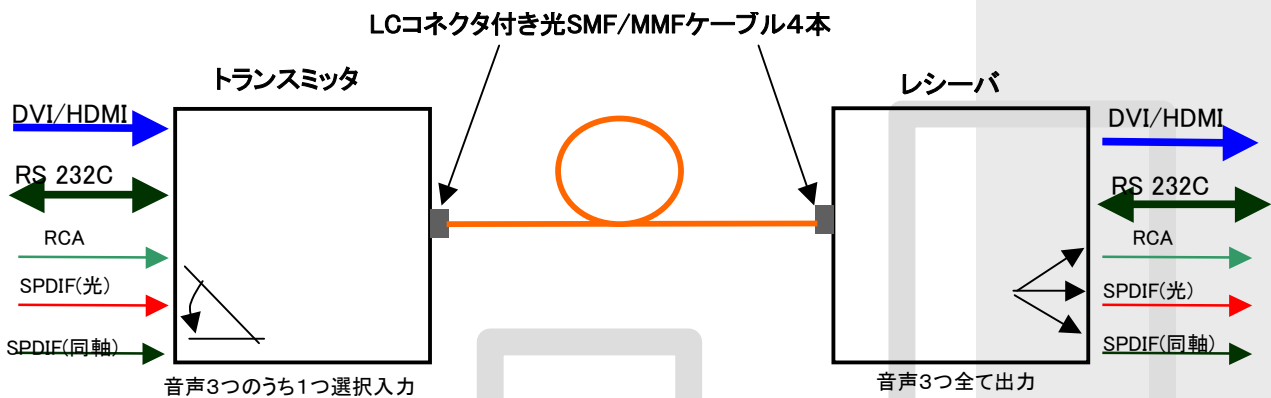 LCコネクタ付き光SMF/MMFケーブル4本
トランスミッタ
レシーバ
DVI/HDMI
RS 232C
RCA
SPDIF(光)
SPDIF(同軸)
音声3つのうち1つ選択入力
DVI/HDMI
RS 232C
RCA
SPDIF(光)
SPDIF(同軸)
音声3つ全て出力